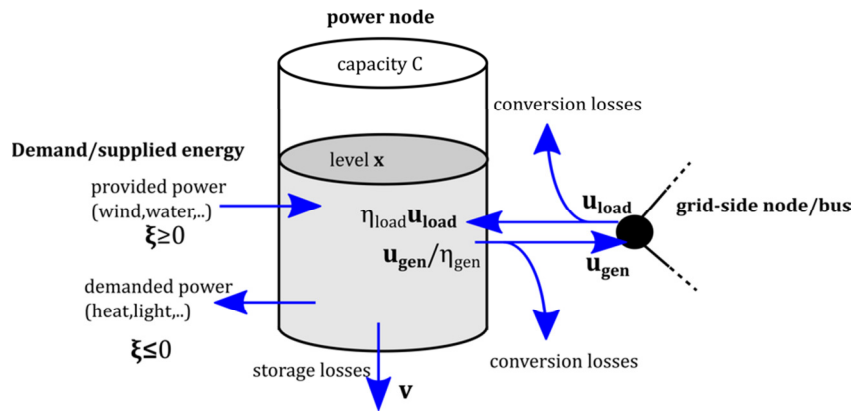 power node
capacity C
conversion losses
Demand/supplied energy
level x
provided power
(wind,water,..)
ξ≥0
η_load u_load
u_load
grid-side node/bus
u_gen/η_gen
u_gen
demanded power
(heat,light,..)
ξ≤0
storage losses
v
conversion losses